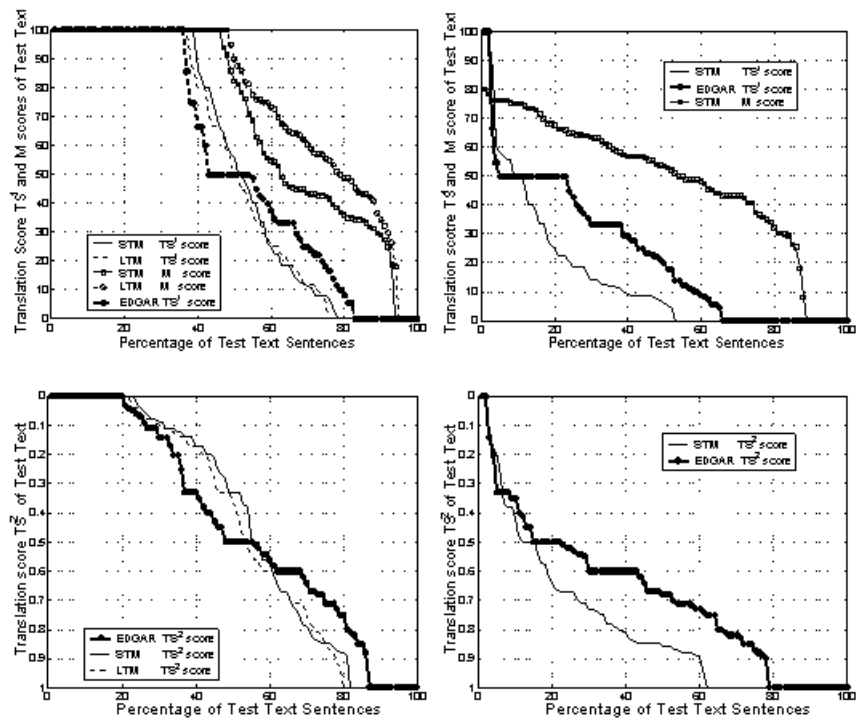 Translation Score TS¹ and M scores of Test Text
100
90
80
70
60
50
40
30
20
10
0
STM TS¹ score
LTM TS¹ score
STM M score
LTM M score
EDGAR TS¹ score
0 20 40 60 80 100
Percentage of Test Text Sentences
Translation scotre TS¹ and M score of Test Text
100
90
80
70
60
50
40
30
20
10
0
STM TS¹ score
EDGAR TS¹ score
STM M score
0 20 40 60 80 100
Percentage of Test Text Sentences
Translation score TS² of Test Text
0
0.1
0.2
0.3
0.4
0.5
0.6
0.7
0.8
0.9
1
EDGAR TS² score
STM TS² score
LTM TS² score
0 20 40 60 80 100
Percentage of Test Text Sentences
Translation score TS² of Test Text
0
0.1
0.2
0.3
0.4
0.5
0.6
0.7
0.8
0.9
1
STM TS² score
EDGAR TS² score
0 20 40 60 80 100
Percentage of Test Text Sentences